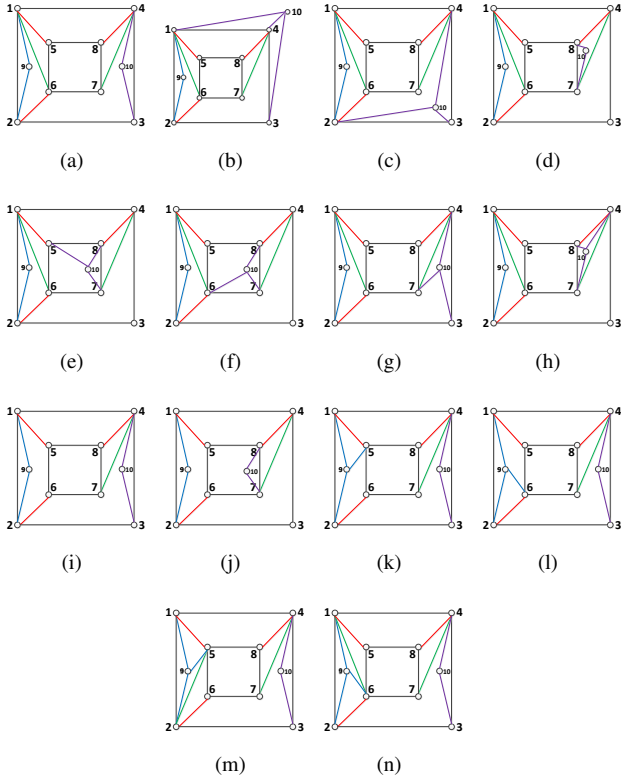 1 4 1 4 10 1 4 1 4
5 8 5 8 5 8 5 8
9 10 9 9 9 10
6 7 6 7 6 7 10 6 7
2 3 2 3 2 3 2 3
(a) (b) (c) (d)
1 4 1 4 1 4 1 4
5 8 5 8 5 8 5 8
9 10 9 10 9 10 9 10
6 7 6 7 6 7 6 7
2 3 2 3 2 3 2 3
(e) (f) (g) (h)
1 4 1 4 1 4 1 4
5 8 5 8 5 8 5 8
9 10 9 10 9 10 9 10
6 7 6 7 6 7 6 7
2 3 2 3 2 3 2 3
(i) (j) (k) (l)
1 4 1 4
5 8 5 8
9 10 9 10
6 7 6 7
2 3 2 3
(m) (n)